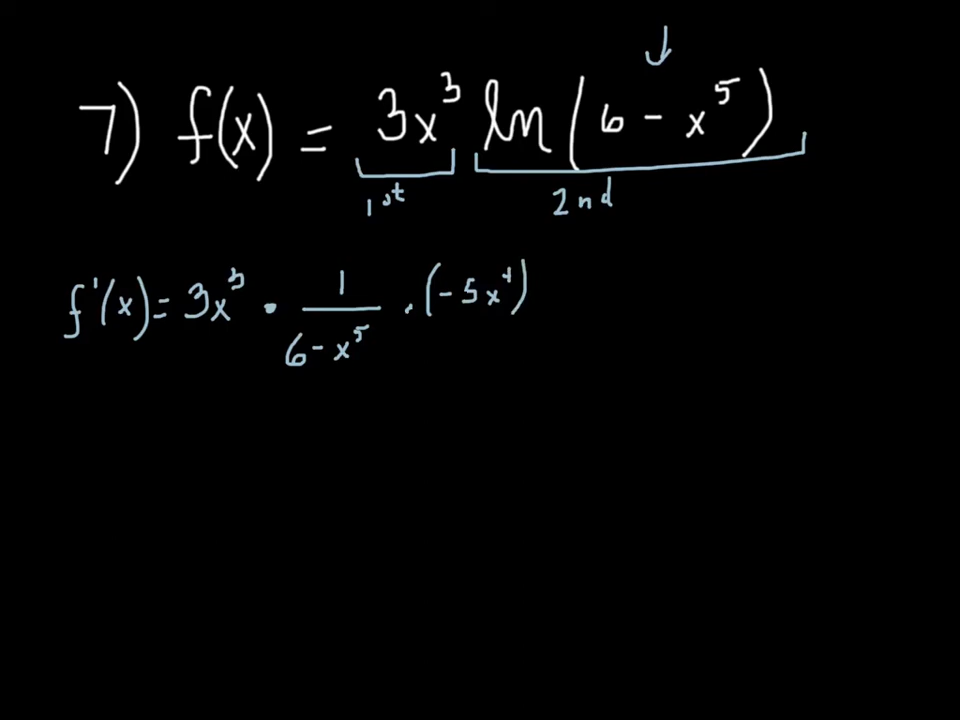 7) f(x) = 3x³ ln(6 - x⁵)
1st 2nd
f'(x) = 3x³ · 1/(6 - x⁵) · (-5x⁴)